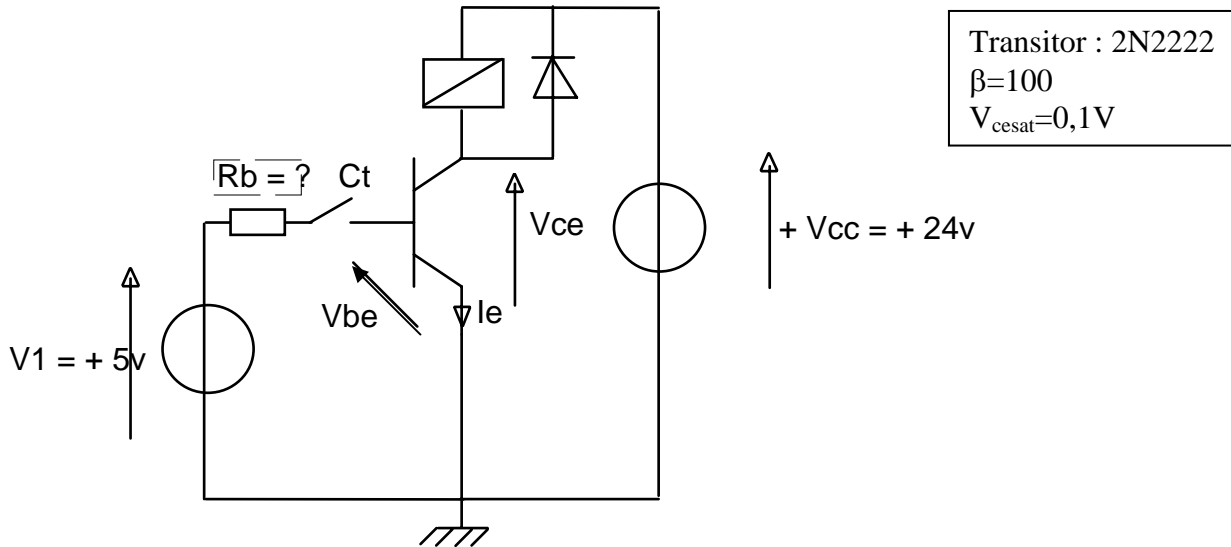 Transitor : 2N2222
β=100
Vcesat=0,1V
Rb = ?
Ct
Vce
+ Vcc = + 24v
Vbe
Ie
V1 = + 5v